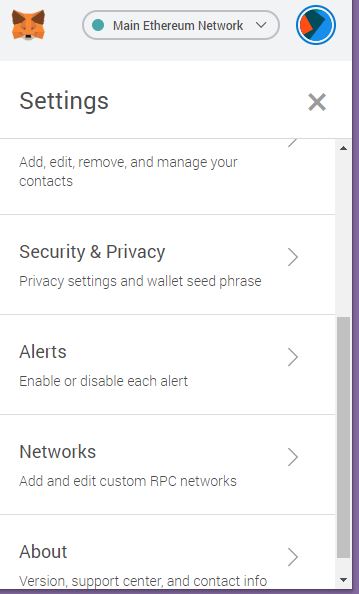 Main Ethereum Network
Settings
Add, edit, remove, and manage your
contacts
Security & Privacy
Privacy settings and wallet seed phrase
Alerts
Enable or disable each alert
Networks
Add and edit custom RPC networks
About
Version, support center, and contact info